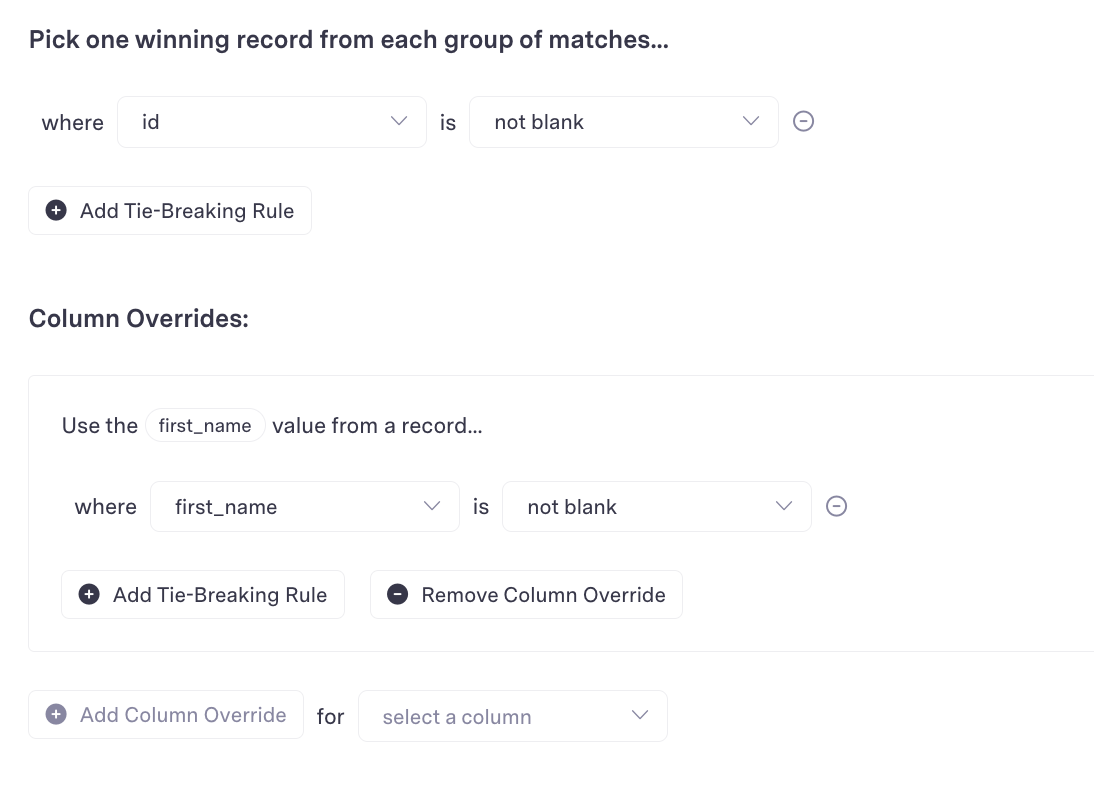 Pick one winning record from each group of matches...
where id is not blank
Add Tie-Breaking Rule
Column Overrides:
Use the first_name value from a record...
where first_name is not blank
Add Tie-Breaking Rule Remove Column Override
Add Column Override for select a column